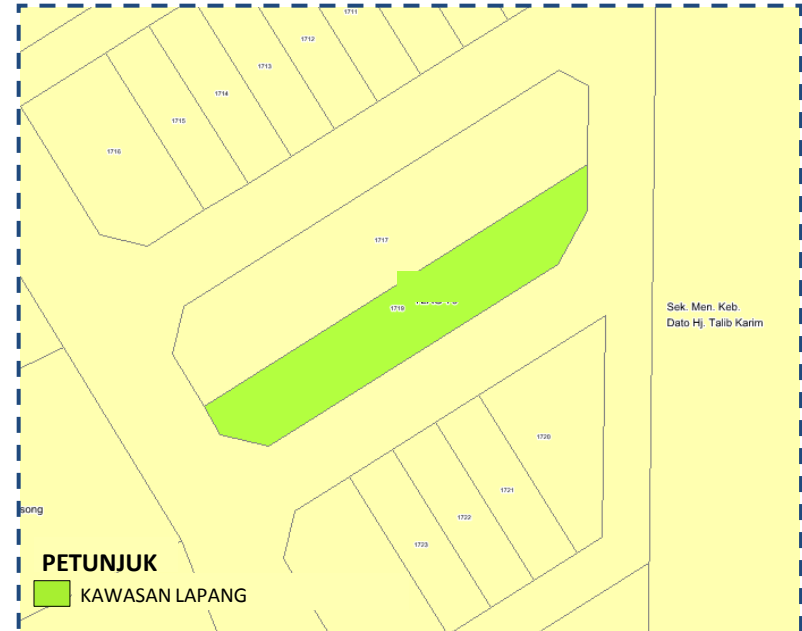 1711
1712
1713
1714
1715
1716
1717
1719
Sek. Men. Keb.
Dato Hj. Talib Karim
1720
1721
1722
1723
song
PETUNJUK
KAWASAN LAPANG